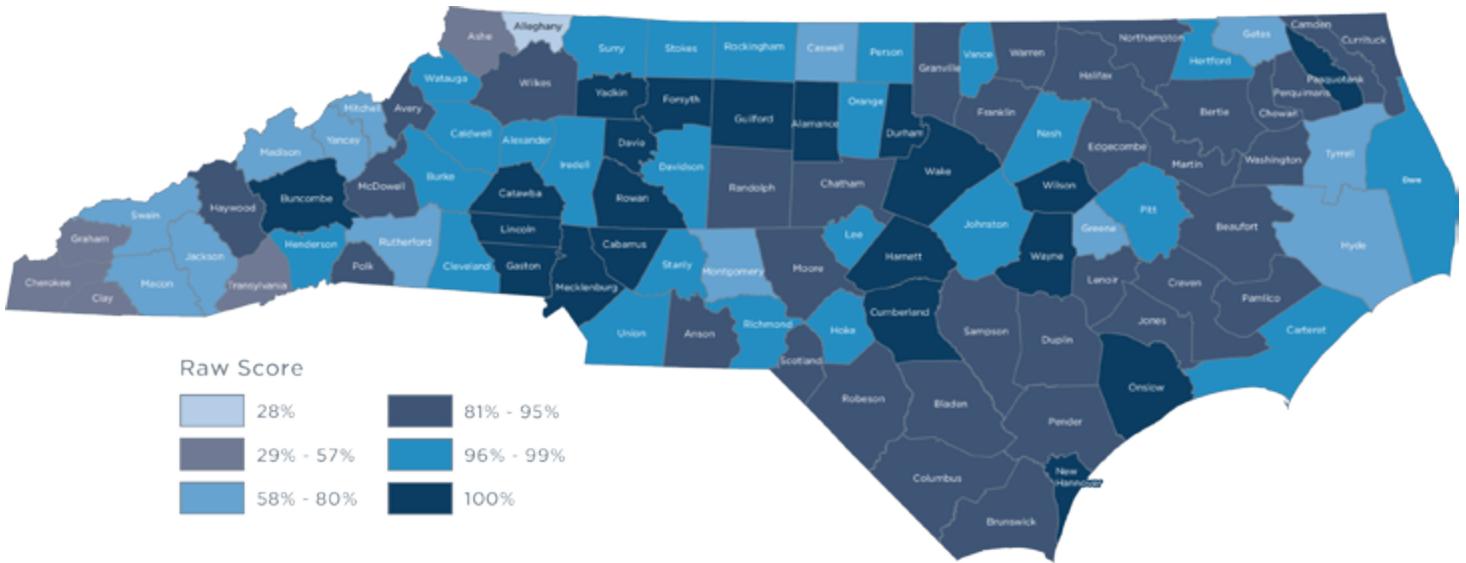 Alleghany
Ashe
Surry
Stokes
Rockingham
Caswell
Person
Vance
Warren
Northampton
Gates
Camden
Currituck
Hertford
Granville
Halifax
Pasquotank
Perquimans
Watauga
Wilkes
Yadkin
Forsyth
Guilford
Alamance
Orange
Durham
Franklin
Nash
Bertie
Chowan
Mitchell
Avery
Yancey
Madison
Caldwell
Alexander
Davie
Iredell
Davidson
Edgecombe
Martin
Washington
Tyrrell
Dare
Burke
McDowell
Buncombe
Haywood
Catawba
Rowan
Randolph
Chatham
Wake
Wilson
Swain
Graham
Jackson
Henderson
Rutherford
Cleveland
Lincoln
Gaston
Cabarrus
Stanly
Lee
Johnston
Greene
Pitt
Beaufort
Hyde
Cherokee
Clay
Macon
Transylvania
Polk
Mecklenburg
Montgomery
Moore
Harnett
Wayne
Lenoir
Craven
Pamlico
Union
Anson
Richmond
Scotland
Hoke
Cumberland
Sampson
Duplin
Jones
Carteret
Onslow
Robeson
Bladen
Pender
Columbus
New
Hannover
Brunswick
Raw Score
28%
29% - 57%
58% - 80%
81% - 95%
96% - 99%
100%